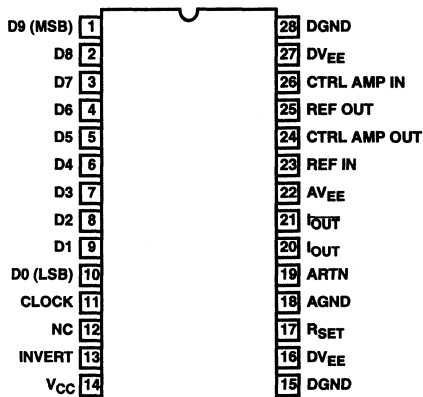 D9 (MSB) 1 28 DGND
D8 2 27 DVEE
D7 3 26 CTRL AMP IN
D6 4 25 REF OUT
D5 5 24 CTRL AMP OUT
D4 6 23 REF IN
D3 7 22 AVEE
D2 8 21 I̅O̅U̅T̅
D1 9 20 IOUT
D0 (LSB) 10 19 ARTN
CLOCK 11 18 AGND
NC 12 17 RSET
INVERT 13 16 DVEE
VCC 14 15 DGND